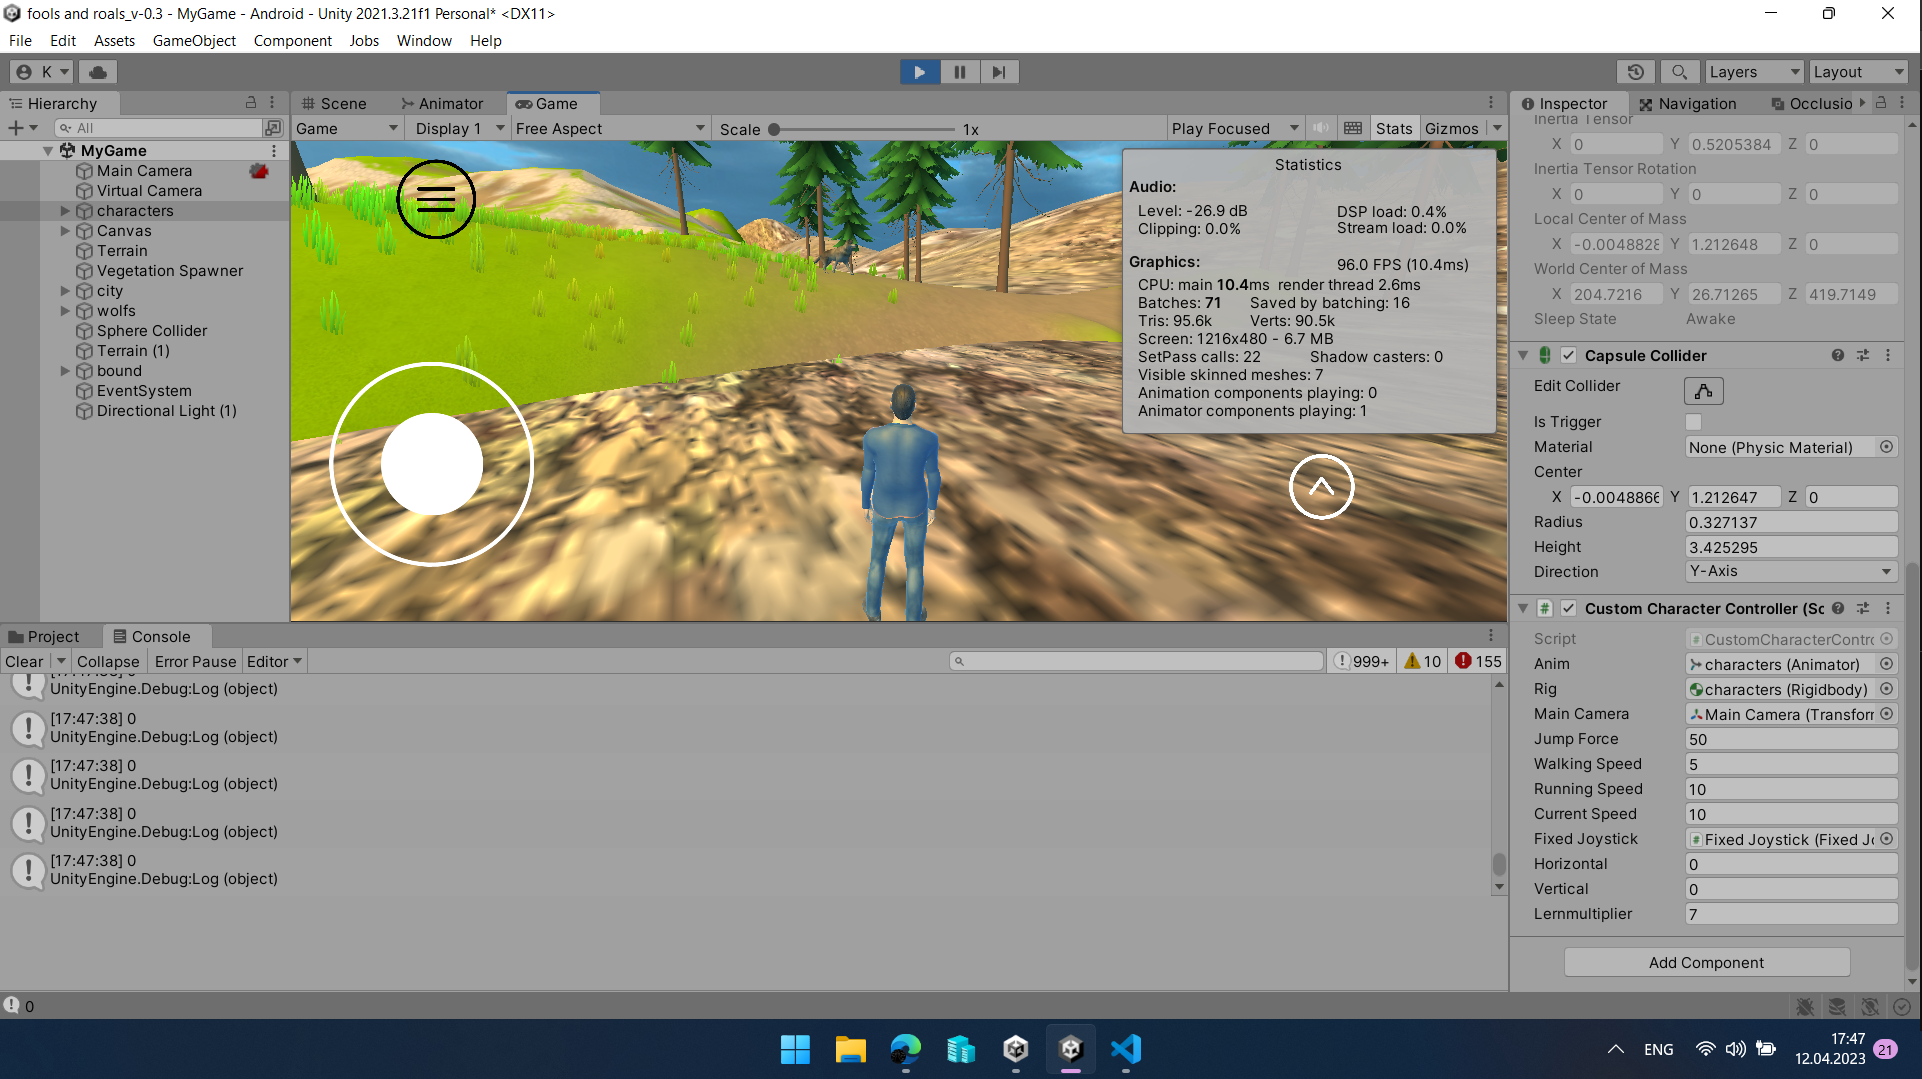 fools and roals_v-0.3 - MyGame - Android - Unity 2021.3.21f1 Personal* <DX11>
File Edit Assets GameObject Component Jobs Window Help
K Layers Layout
Hierarchy
All
MyGame
Main Camera
Virtual Camera
characters
Canvas
Terrain
Vegetation Spawner
city
wolfs
Sphere Collider
Terrain (1)
bound
EventSystem
Directional Light (1)
Scene Animator Game
Game Display 1 Free Aspect Scale 1x Play Focused Stats Gizmos
Statistics
Audio:
Level: -26.9 dB DSP load: 0.4%
Clipping: 0.0% Stream load: 0.0%
Graphics: 96.0 FPS (10.4ms)
CPU: main 10.4ms render thread 2.6ms
Batches: 71 Saved by batching: 16
Tris: 95.6k Verts: 90.5k
Screen: 1216x480 - 6.7 MB
SetPass calls: 22 Shadow casters: 0
Visible skinned meshes: 7
Animation components playing: 0
Animator components playing: 1
Inspector Navigation Occlusio
Inertia Tensor
X 0 Y 0.5205384 Z 0
Inertia Tensor Rotation
X 0 Y 0 Z 0
Local Center of Mass
X -0.0048828 Y 1.212648 Z 0
World Center of Mass
X 204.7216 Y 26.71265 Z 419.7149
Sleep State Awake
Capsule Collider
Edit Collider
Is Trigger
Material None (Physic Material)
Center
X -0.0048866 Y 1.212647 Z 0
Radius 0.327137
Height 3.425295
Direction Y-Axis
Custom Character Controller (Sc
Script CustomCharacterContro
Anim characters (Animator)
Rig characters (Rigidbody)
Main Camera Main Camera (Transform
Jump Force 50
Walking Speed 5
Running Speed 10
Current Speed 10
Fixed Joystick Fixed Joystick (Fixed Jo
Horizontal 0
Vertical 0
Lernmultiplier 7
Add Component
Project Console
Clear Collapse Error Pause Editor 999+ 10 155
[17:47:38] 0
UnityEngine.Debug:Log (object)
[17:47:38] 0
UnityEngine.Debug:Log (object)
[17:47:38] 0
UnityEngine.Debug:Log (object)
[17:47:38] 0
UnityEngine.Debug:Log (object)
[17:47:38] 0
UnityEngine.Debug:Log (object)
0
ENG 17:47
12.04.2023 21